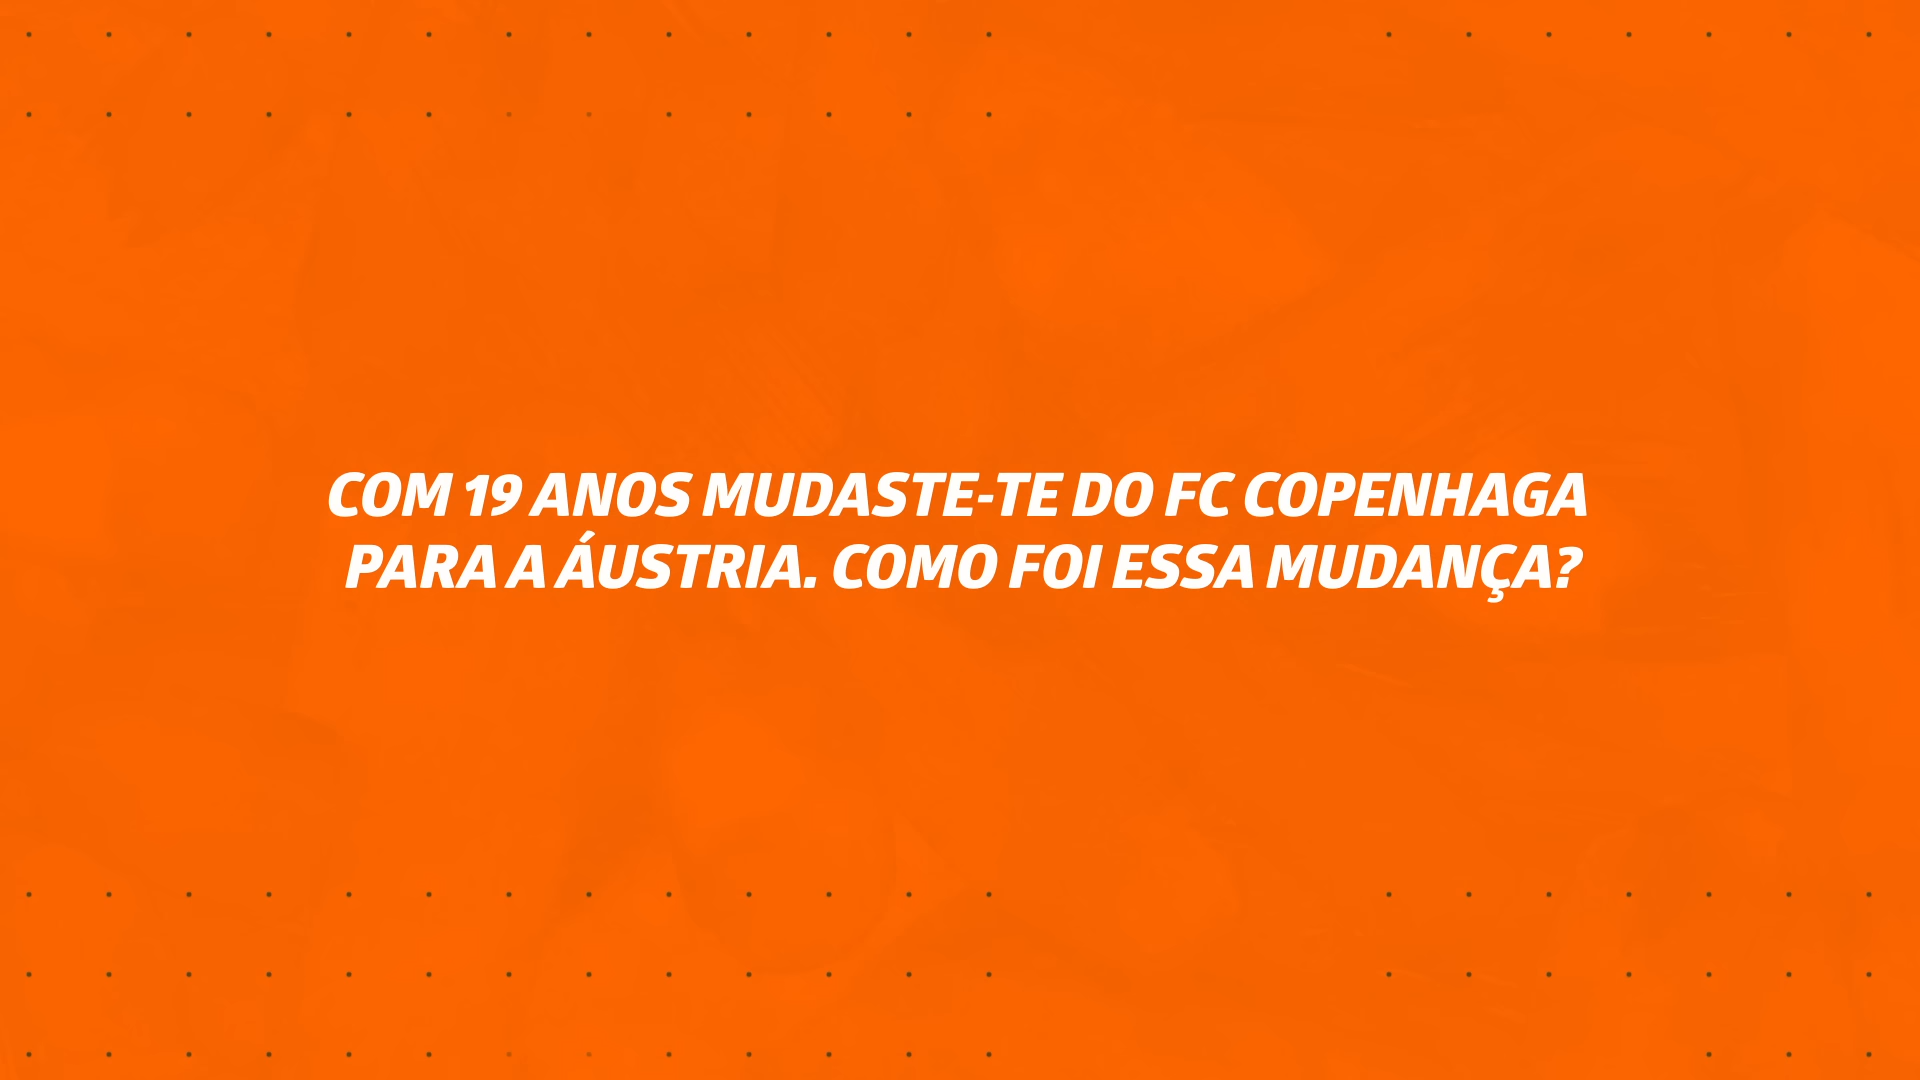 COM 19 ANOS MUDASTE-TE DO FC COPENHAGA
PARA A ÁUSTRIA. COMO FOI ESSA MUDANÇA?